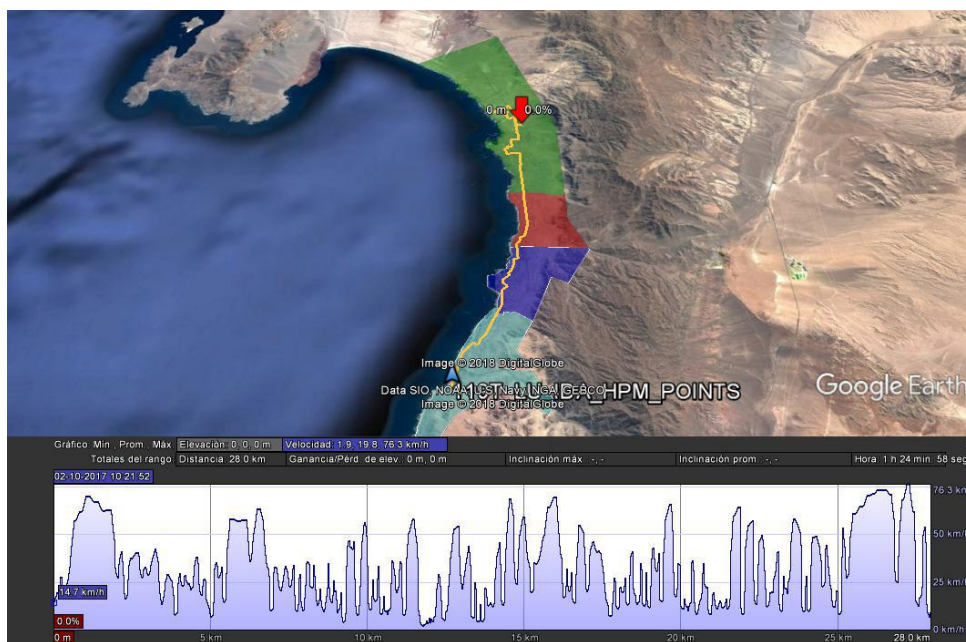 0 m 0.0%
Image © 2018 DigitalGlobe
Data SIO, NOAA, U.S. Navy, NGA, GEBCO
HPM_POINTS
Image © 2018 DigitalGlobe
Google Earth
Gráfico: Min., Prom., Máx. Elevación: 0, 0, 0 m Velocidad: 1.9, 19.8, 76.3 km/h
Totales del rango: Distancia: 28.0 km Ganancia/Pérd. de elev.: 0 m, 0 m Inclinación máx.: -,- Inclinación prom.: -,- Hora: 1 h 24 min. 58 seg
02-10-2017 10:21:52
76.3 km/
50 km/
14.7 km/h
25 km/
0.0%
0 km/
0 m 5 km 10 km 15 km 20 km 25 km 28.0 km